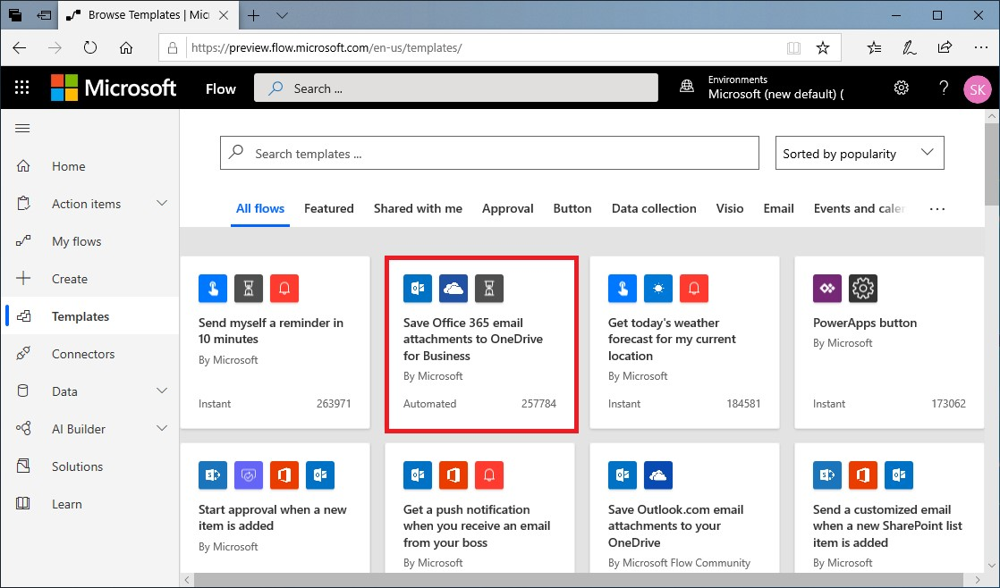 Browse Templates | Mic
https://preview.flow.microsoft.com/en-us/templates/
Microsoft
Flow
Search ...
Environments
Microsoft (new default) (
?
SK
Home
Action items
My flows
Create
Templates
Connectors
Data
AI Builder
Solutions
Learn
Search templates ...
Sorted by popularity
All flows
Featured
Shared with me
Approval
Button
Data collection
Visio
Email
Events and calen
Send myself a reminder in
10 minutes
By Microsoft
Instant
263971
Save Office 365 email
attachments to OneDrive
for Business
By Microsoft
Automated
257784
Get today's weather
forecast for my current
location
By Microsoft
Instant
184581
PowerApps button
By Microsoft
Instant
173062
Start approval when a new
item is added
By Microsoft
Get a push notification
when you receive an email
from your boss
By Microsoft
Save Outlook.com email
attachments to your
OneDrive
By Microsoft Flow Community
Send a customized email
when a new SharePoint list
item is added
By Microsoft